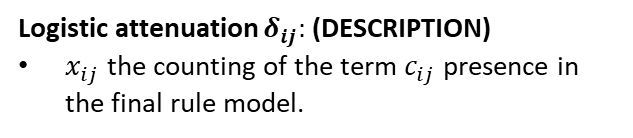 Logistic attenuation δᵢⱼ: (DESCRIPTION)
• xᵢⱼ the counting of the term cᵢⱼ presence in
the final rule model.